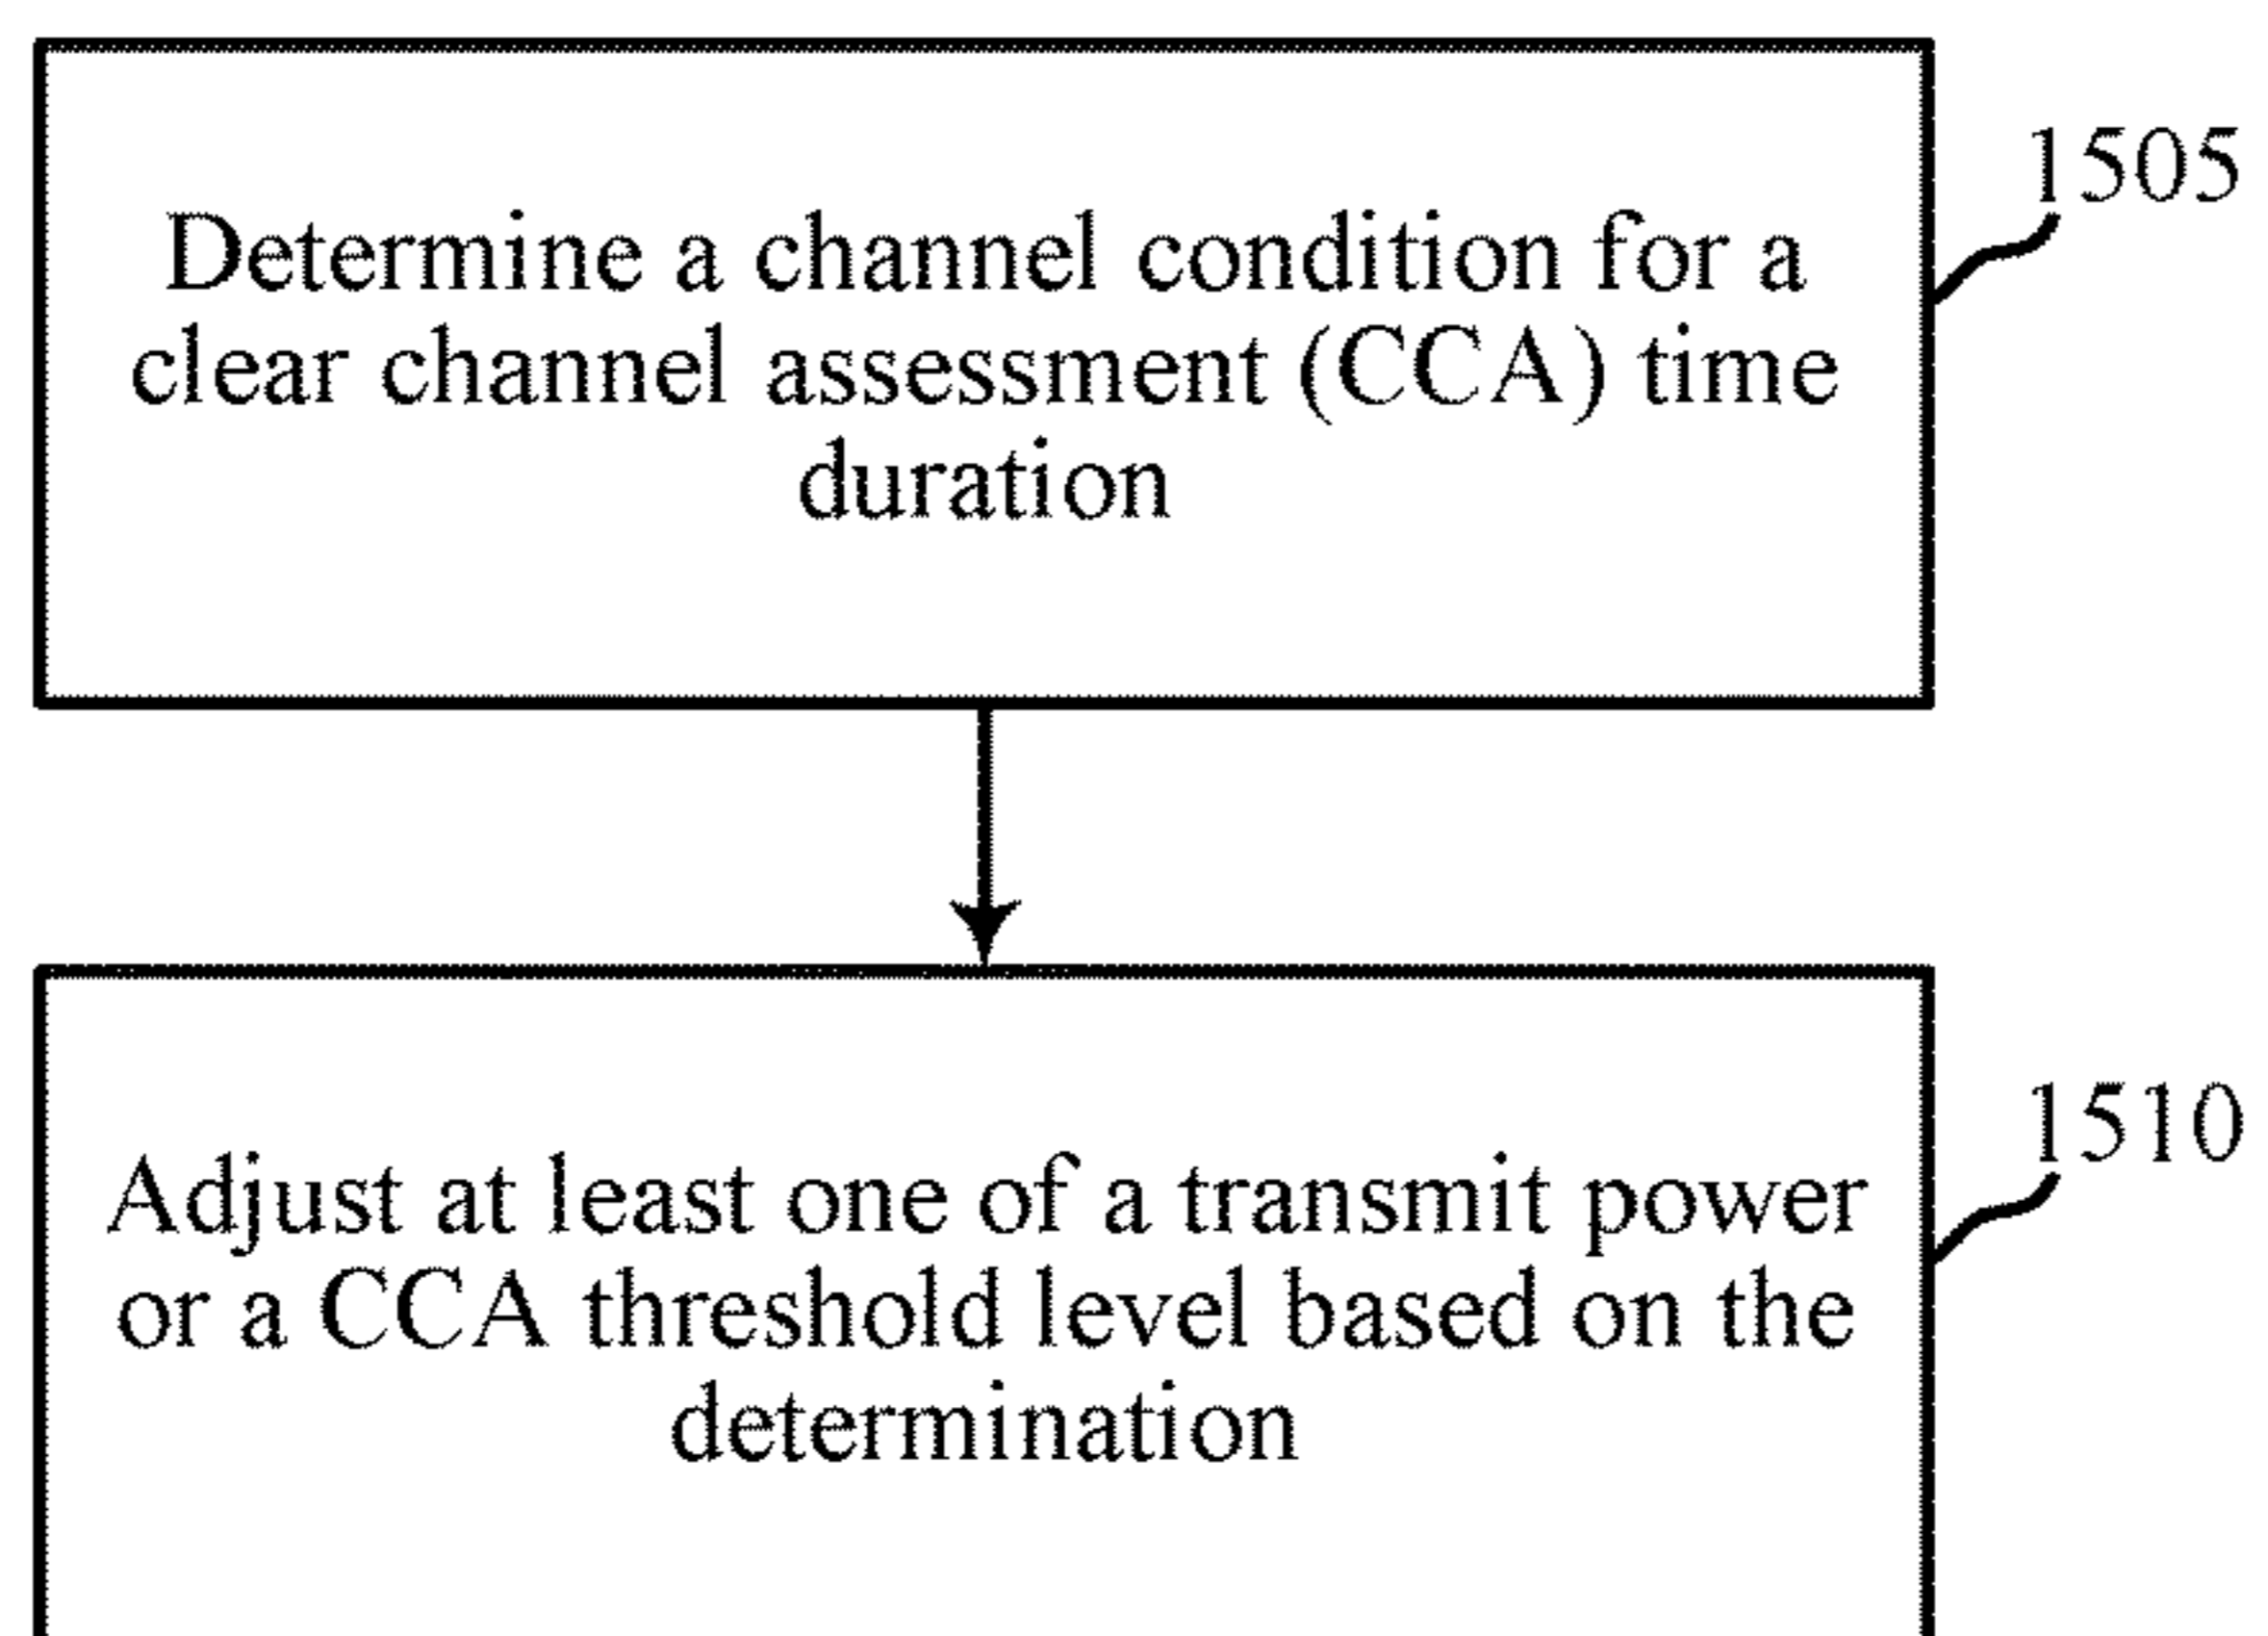 1505
Determine a channel condition for a
clear channel assessment (CCA) time
duration
1510
Adjust at least one of a transmit power
or a CCA threshold level based on the
determination